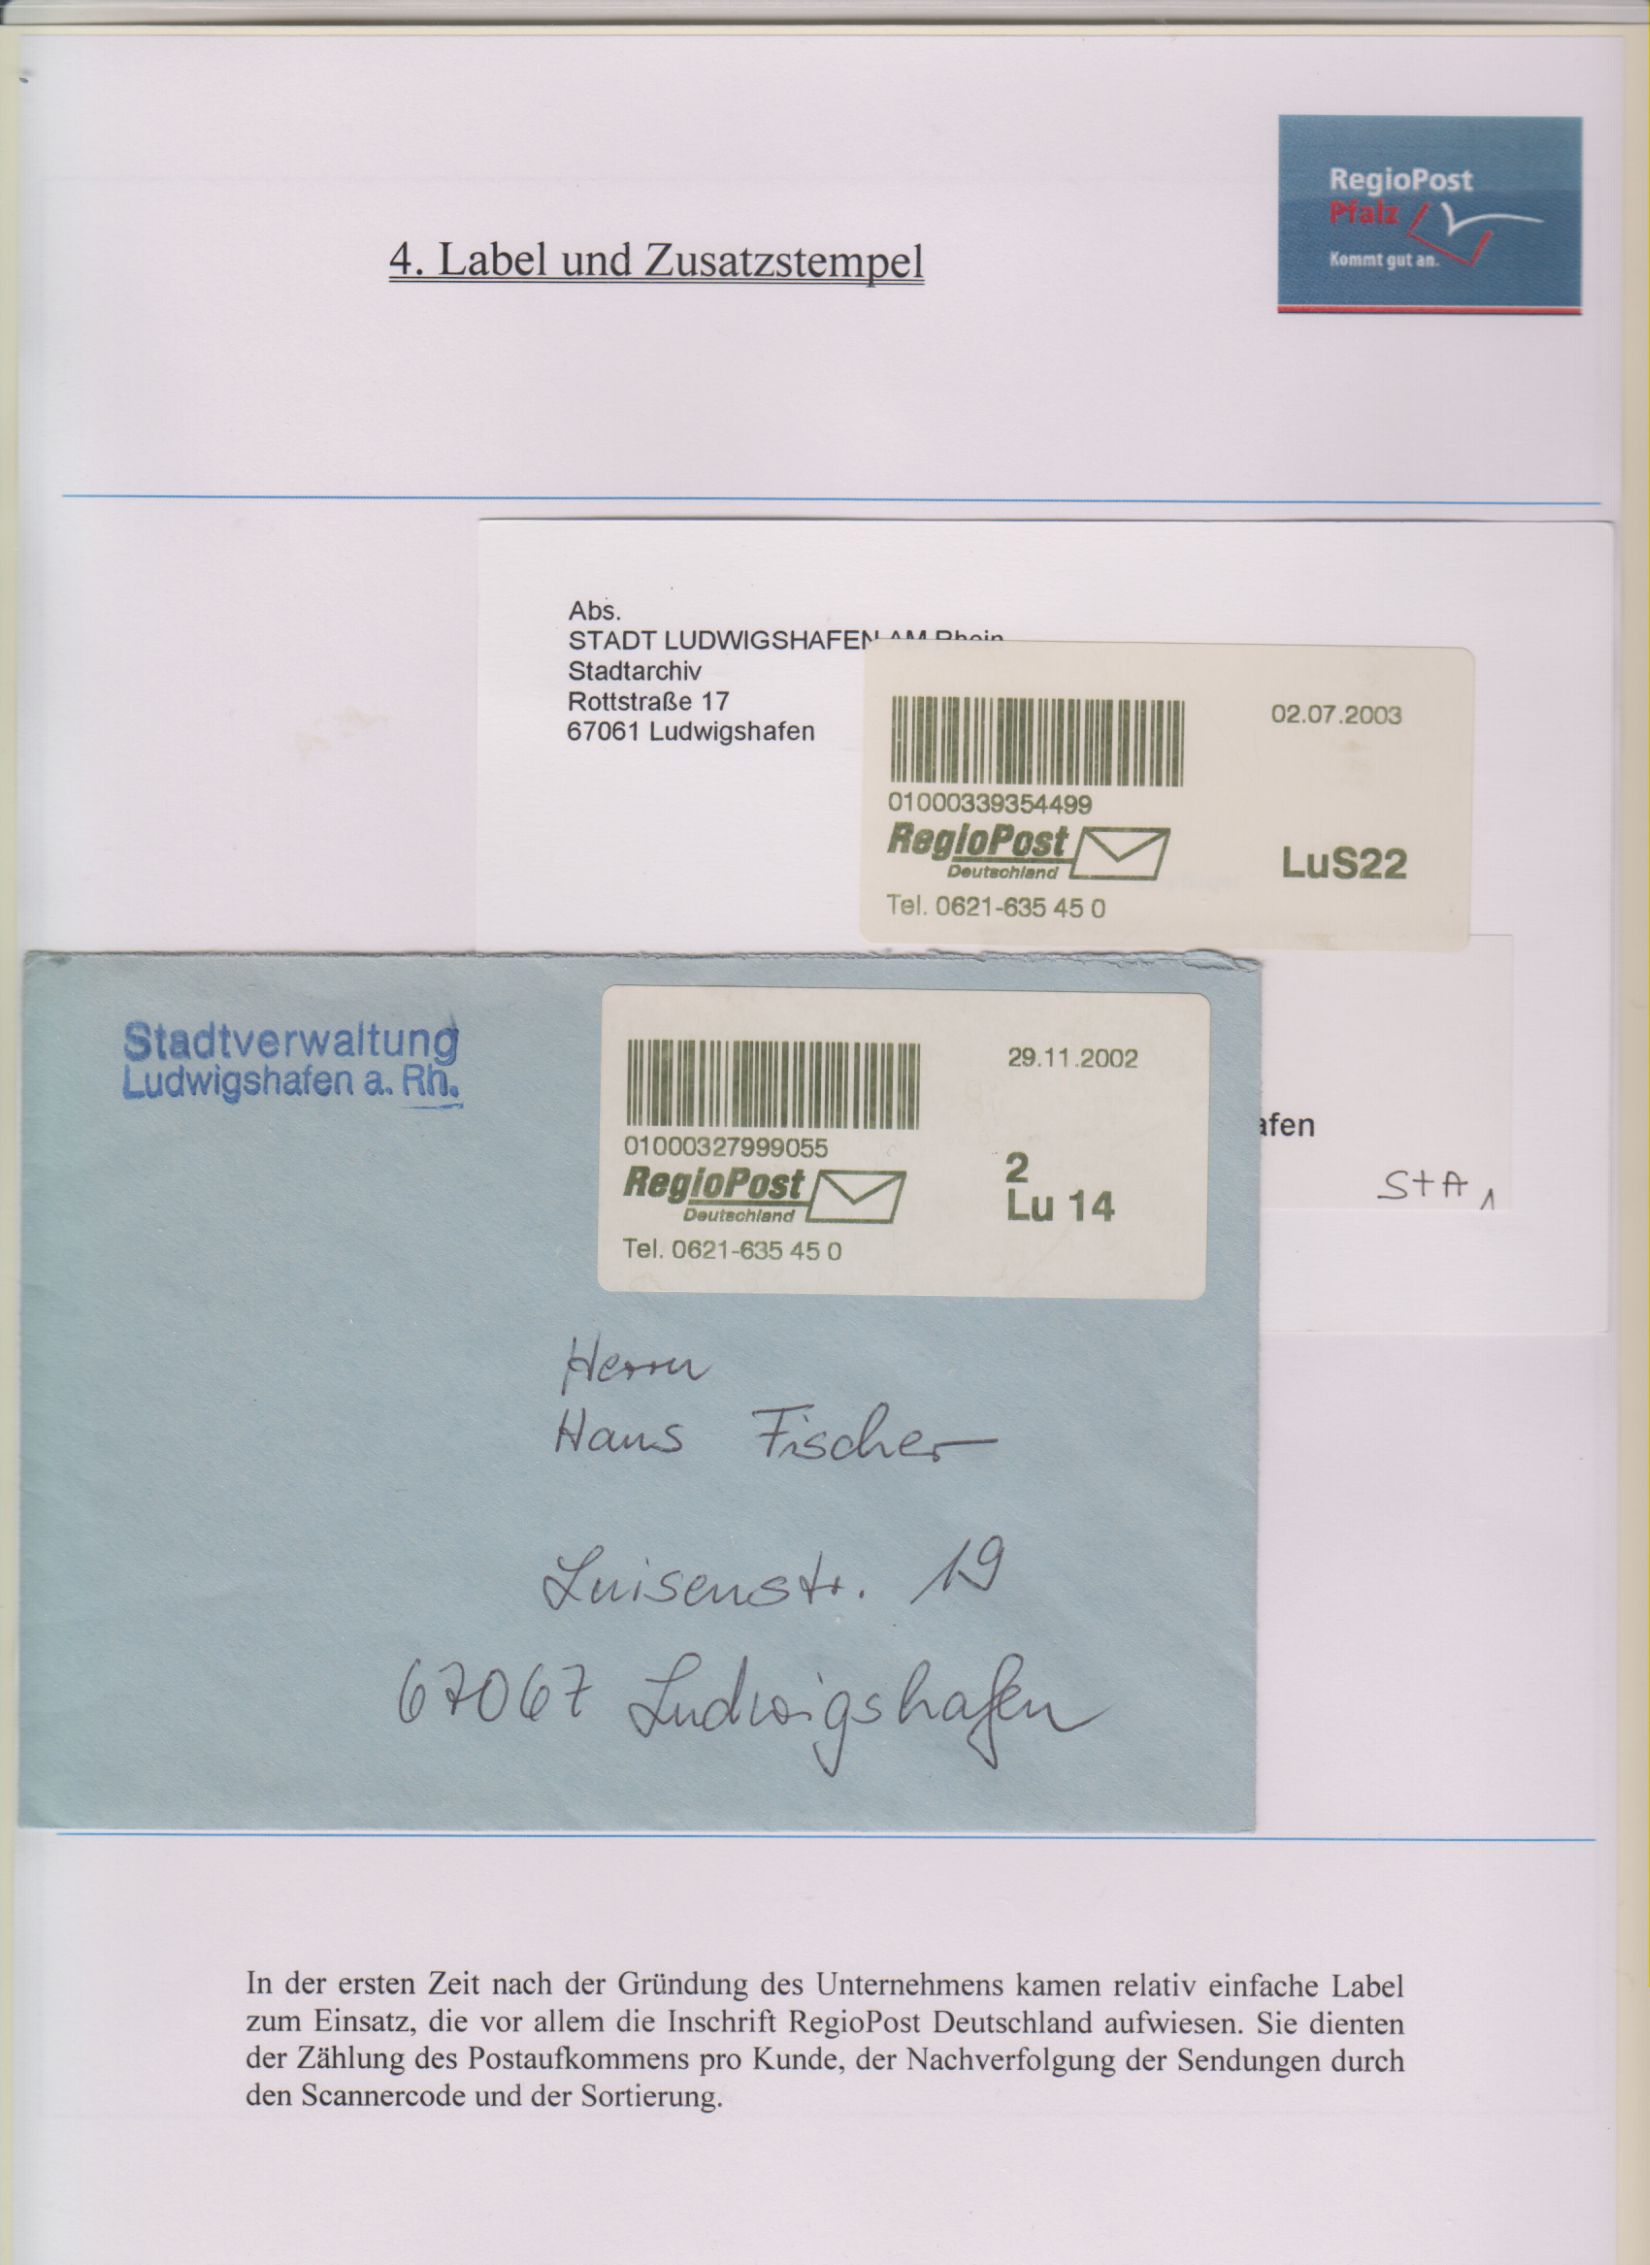 RegioPost
Pfalz
Kommt gut an.
4. Label und Zusatzstempel
Abs.
STADT LUDWIGSHAFEN AM Rhein
Stadtarchiv
Rottstraße 17
67061 Ludwigshafen
02.07.2003
01000339354499
RegioPost
Deutschland
LuS22
Tel. 0621-635 45 0
Stadtverwaltung
Ludwigshafen a. Rh.
29.11.2002
01000327999055
RegioPost
Deutschland
2
Lu 14
Tel. 0621-635 45 0
afen
StA 1
Herrn
Hans Fischer
Luisenstr. 19
67067 Ludwigshafen
In der ersten Zeit nach der Gründung des Unternehmens kamen relativ einfache Label
zum Einsatz, die vor allem die Inschrift RegioPost Deutschland aufwiesen. Sie dienten
der Zählung des Postaufkommens pro Kunde, der Nachverfolgung der Sendungen durch
den Scannercode und der Sortierung.